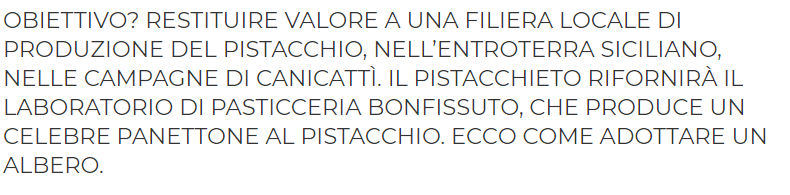 OBIETTIVO? RESTITUIRE VALORE A UNA FILIERA LOCALE DI
PRODUZIONE DEL PISTACCHIO, NELL’ENTROTERRA SICILIANO,
NELLE CAMPAGNE DI CANICATTÌ. IL PISTACCHIETO RIFORNIRÀ IL
LABORATORIO DI PASTICCERIA BONFISSUTO, CHE PRODUCE UN
CELEBRE PANETTONE AL PISTACCHIO. ECCO COME ADOTTARE UN
ALBERO.